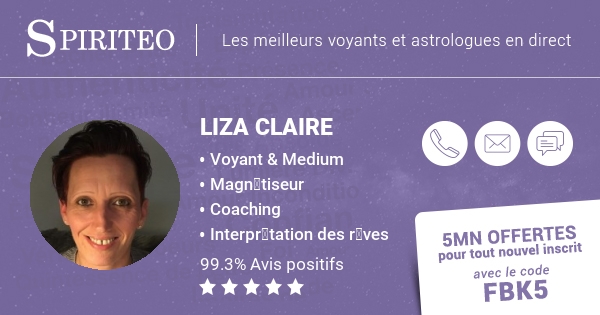 SPIRITEO
Les meilleurs voyants et astrologues en direct
LIZA CLAIRE
• Voyant & Medium
• Magn▯tiseur
• Coaching
• Interpr▯tation des r▯ves
99.3% Avis positifs
5MN OFFERTES
pour tout nouvel inscrit
avec le code
FBK5